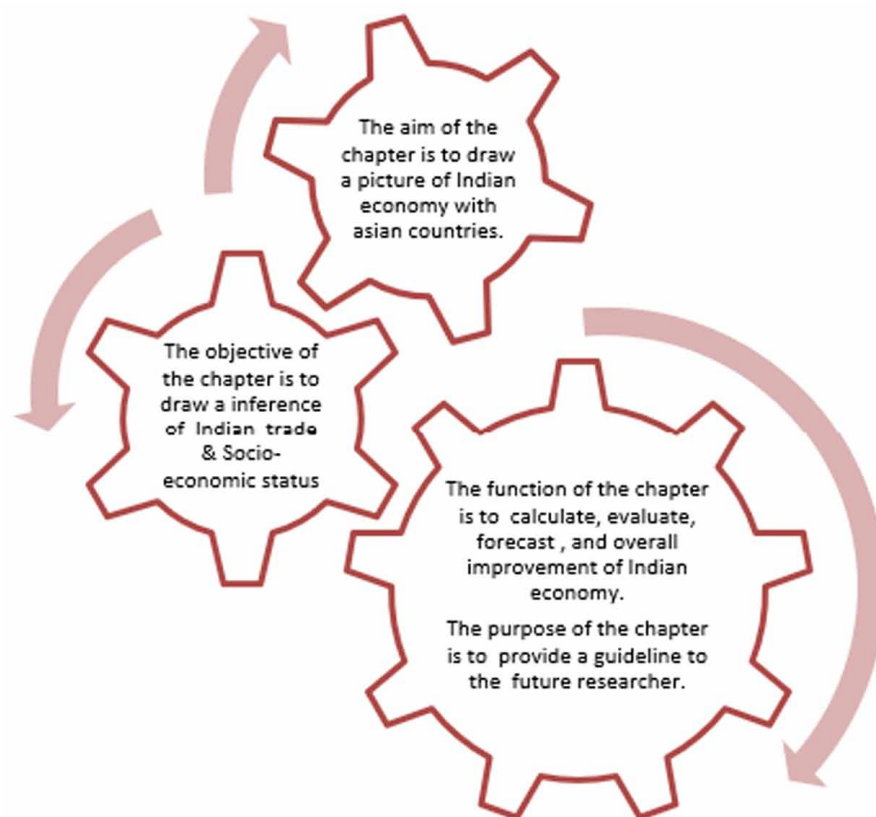 The aim of the
chapter is to draw
a picture of Indian
economy with
asian countries.
The objective of
the chapter is to
draw a inference
of Indian trade
& Socio-
economic status
The function of the chapter
is to calculate, evaluate,
forecast , and overall
improvement of Indian
economy.
The purpose of the chapter
is to provide a guideline to
the future researcher.